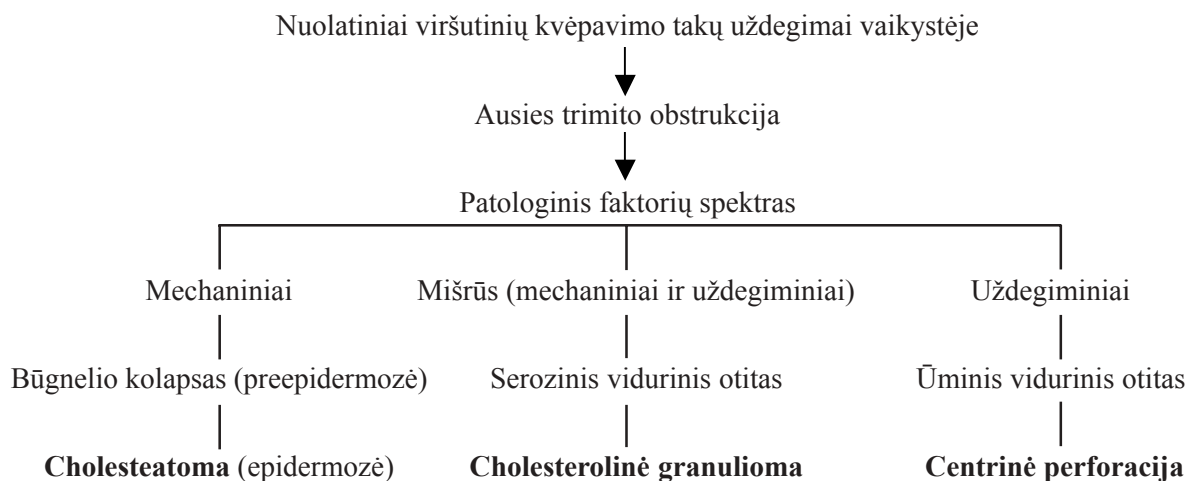 Nuolatiniai viršutinių kvėpavimo takų uždegimai vaikystėje
Ausies trimito obstrukcija
Patologinis faktorių spektras
Mechaniniai
Mišrūs (mechaniniai ir uždegiminiai)
Uždegiminiai
Būgnelio kolapsas (preepidermozė)
Serozinis vidurinis otitas
Ūminis vidurinis otitas
Cholesteatoma (epidermozė)
Cholesterolinė granulioma
Centrinė perforacija